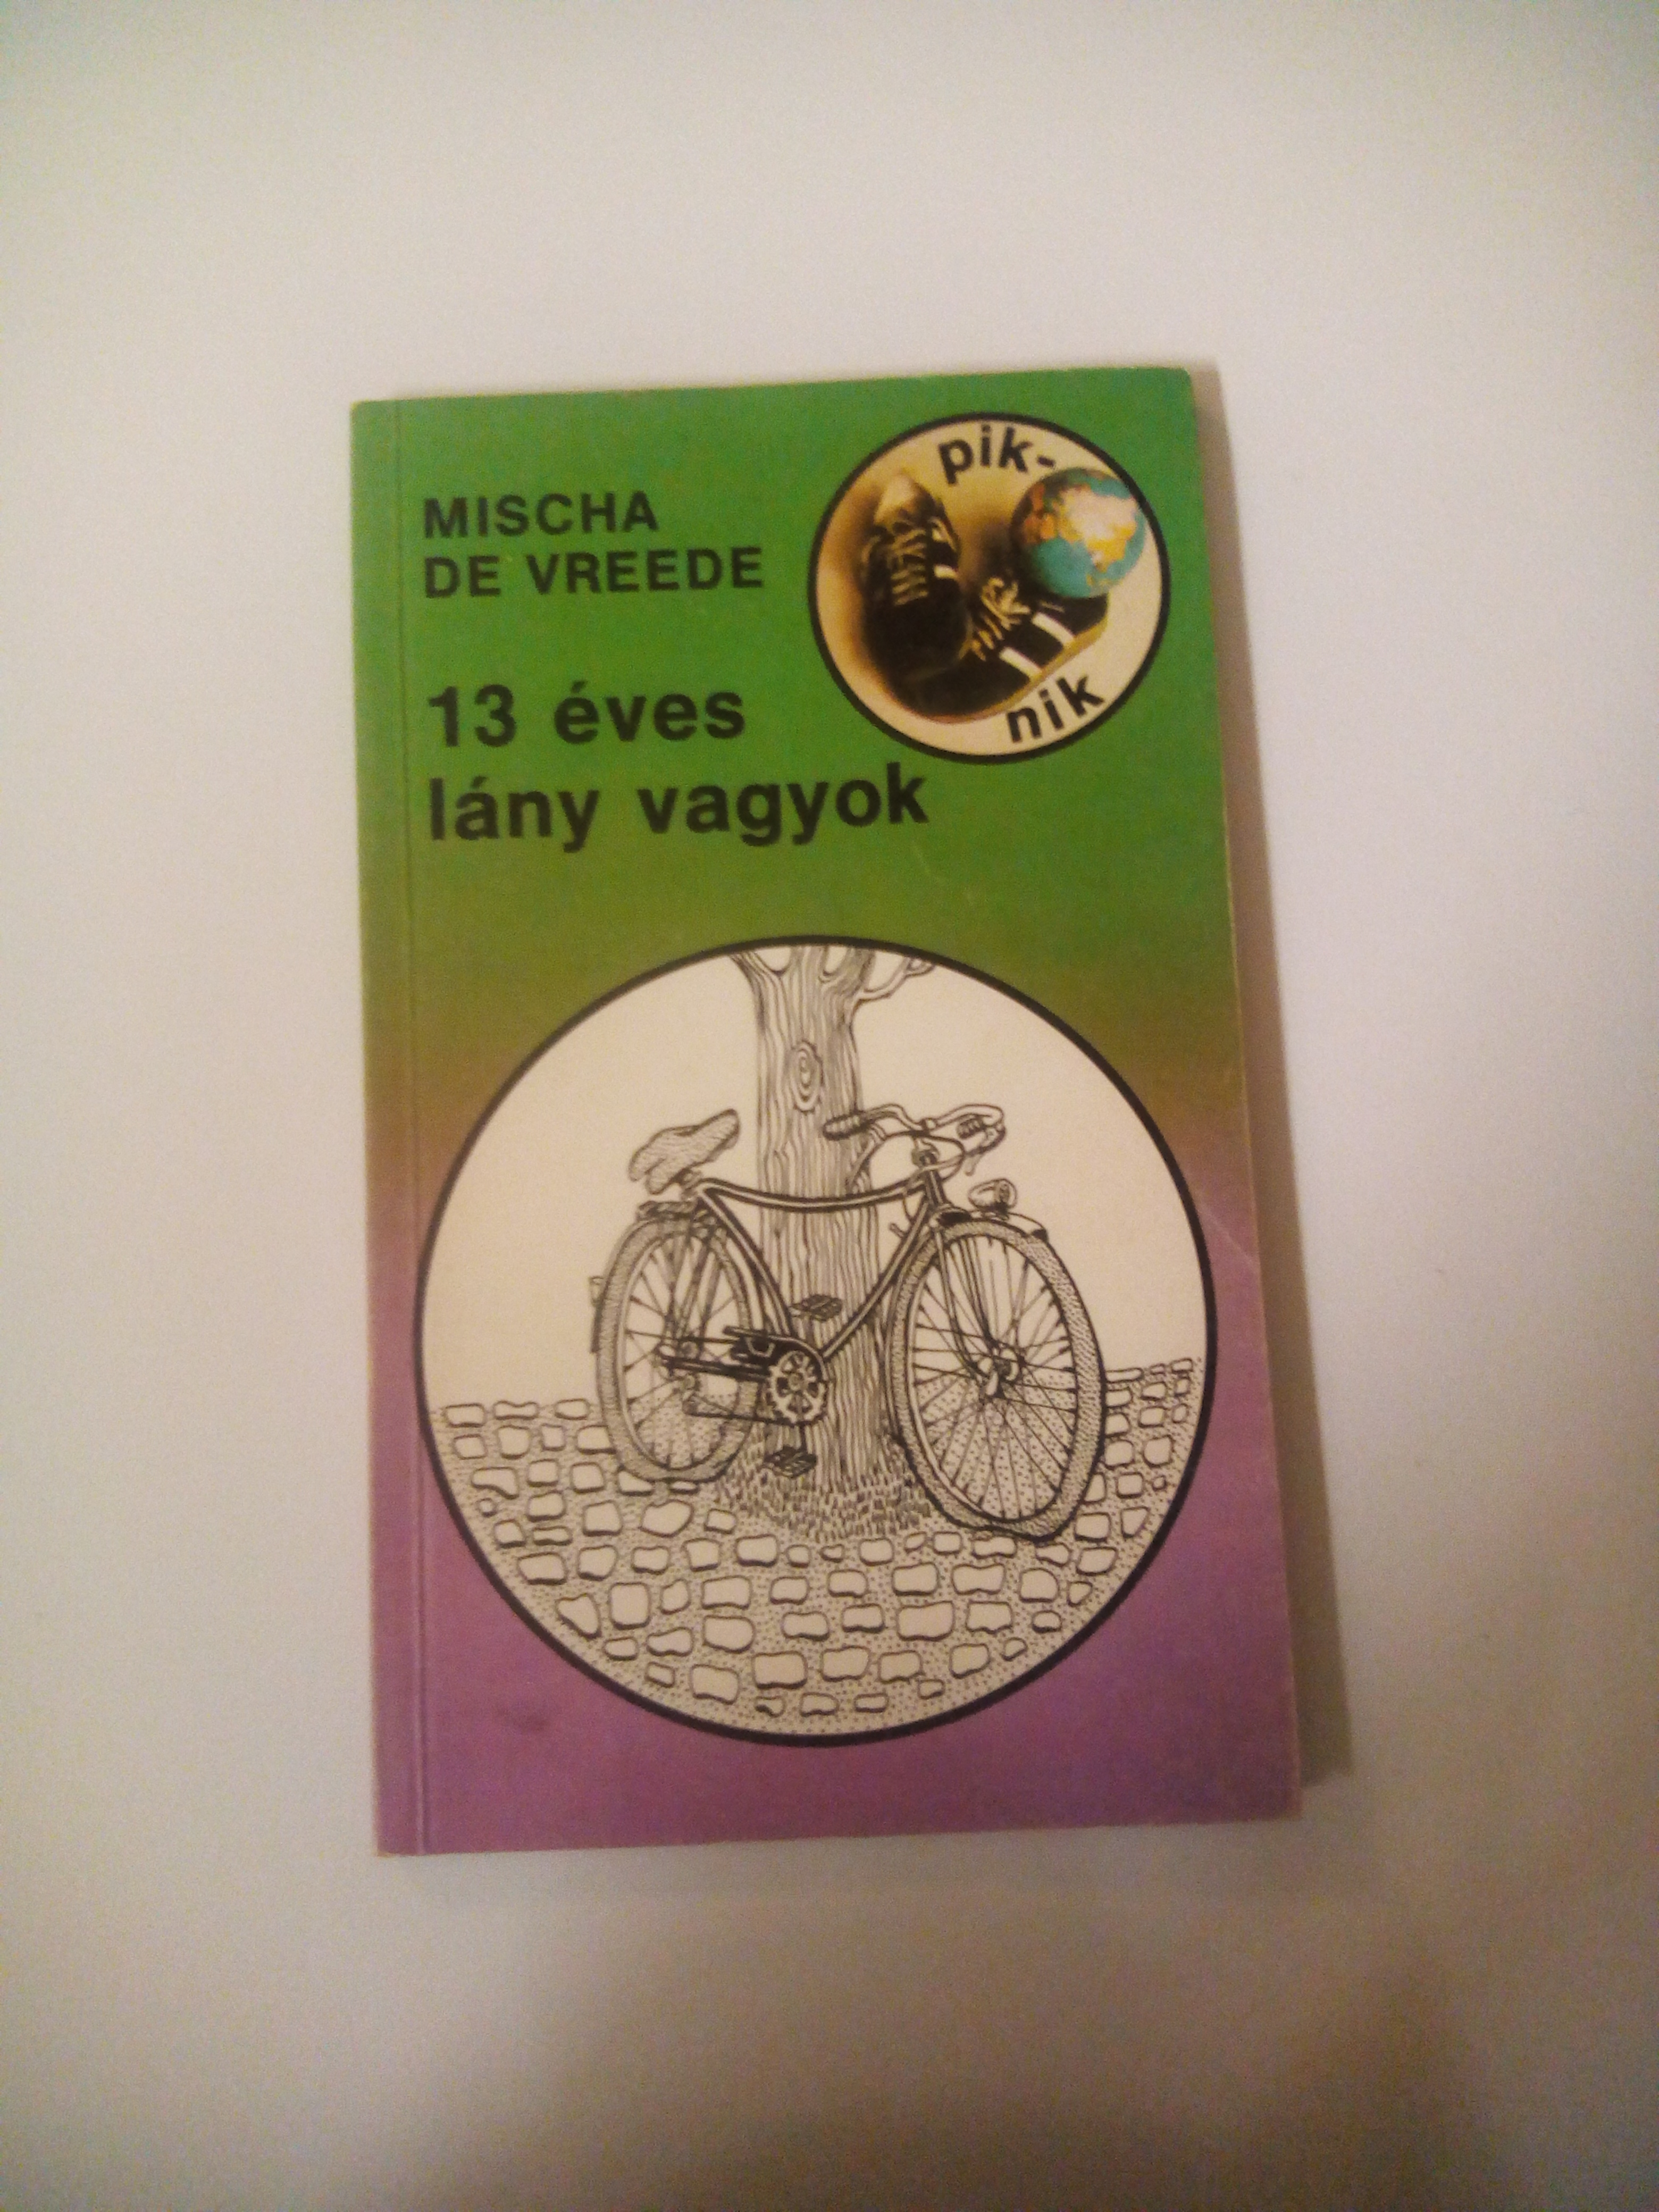 MISCHA
DE VREEDE
pik-
nik
13 éves
lány vagyok